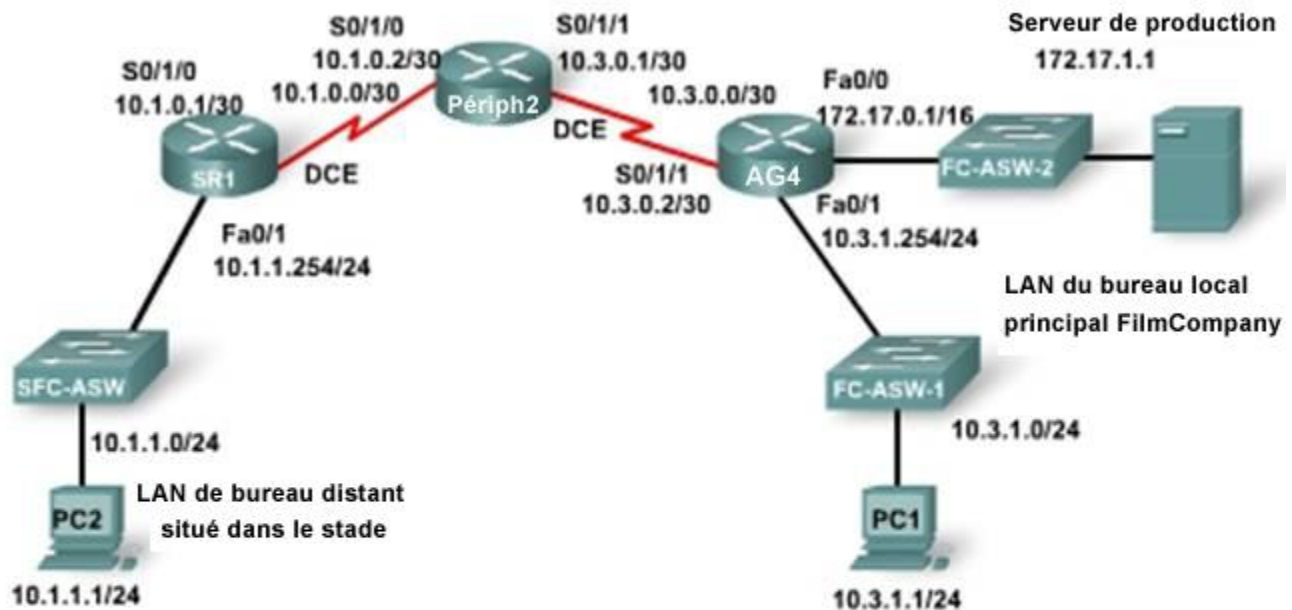 S0/1/0
10.1.0.2/30
S0/1/1
10.3.0.1/30
Serveur de production
172.17.1.1
S0/1/0
10.1.0.1/30
10.1.0.0/30
Périph2
10.3.0.0/30
Fa0/0
172.17.0.1/16
SR1
DCE
DCE
S0/1/1
10.3.0.2/30
AG4
FC-ASW-2
Fa0/1
10.1.1.254/24
Fa0/1
10.3.1.254/24
LAN du bureau local
principal FilmCompany
SFC-ASW
FC-ASW-1
10.1.1.0/24
10.3.1.0/24
PC2
LAN de bureau distant
situé dans le stade
PC1
10.1.1.1/24
10.3.1.1/24